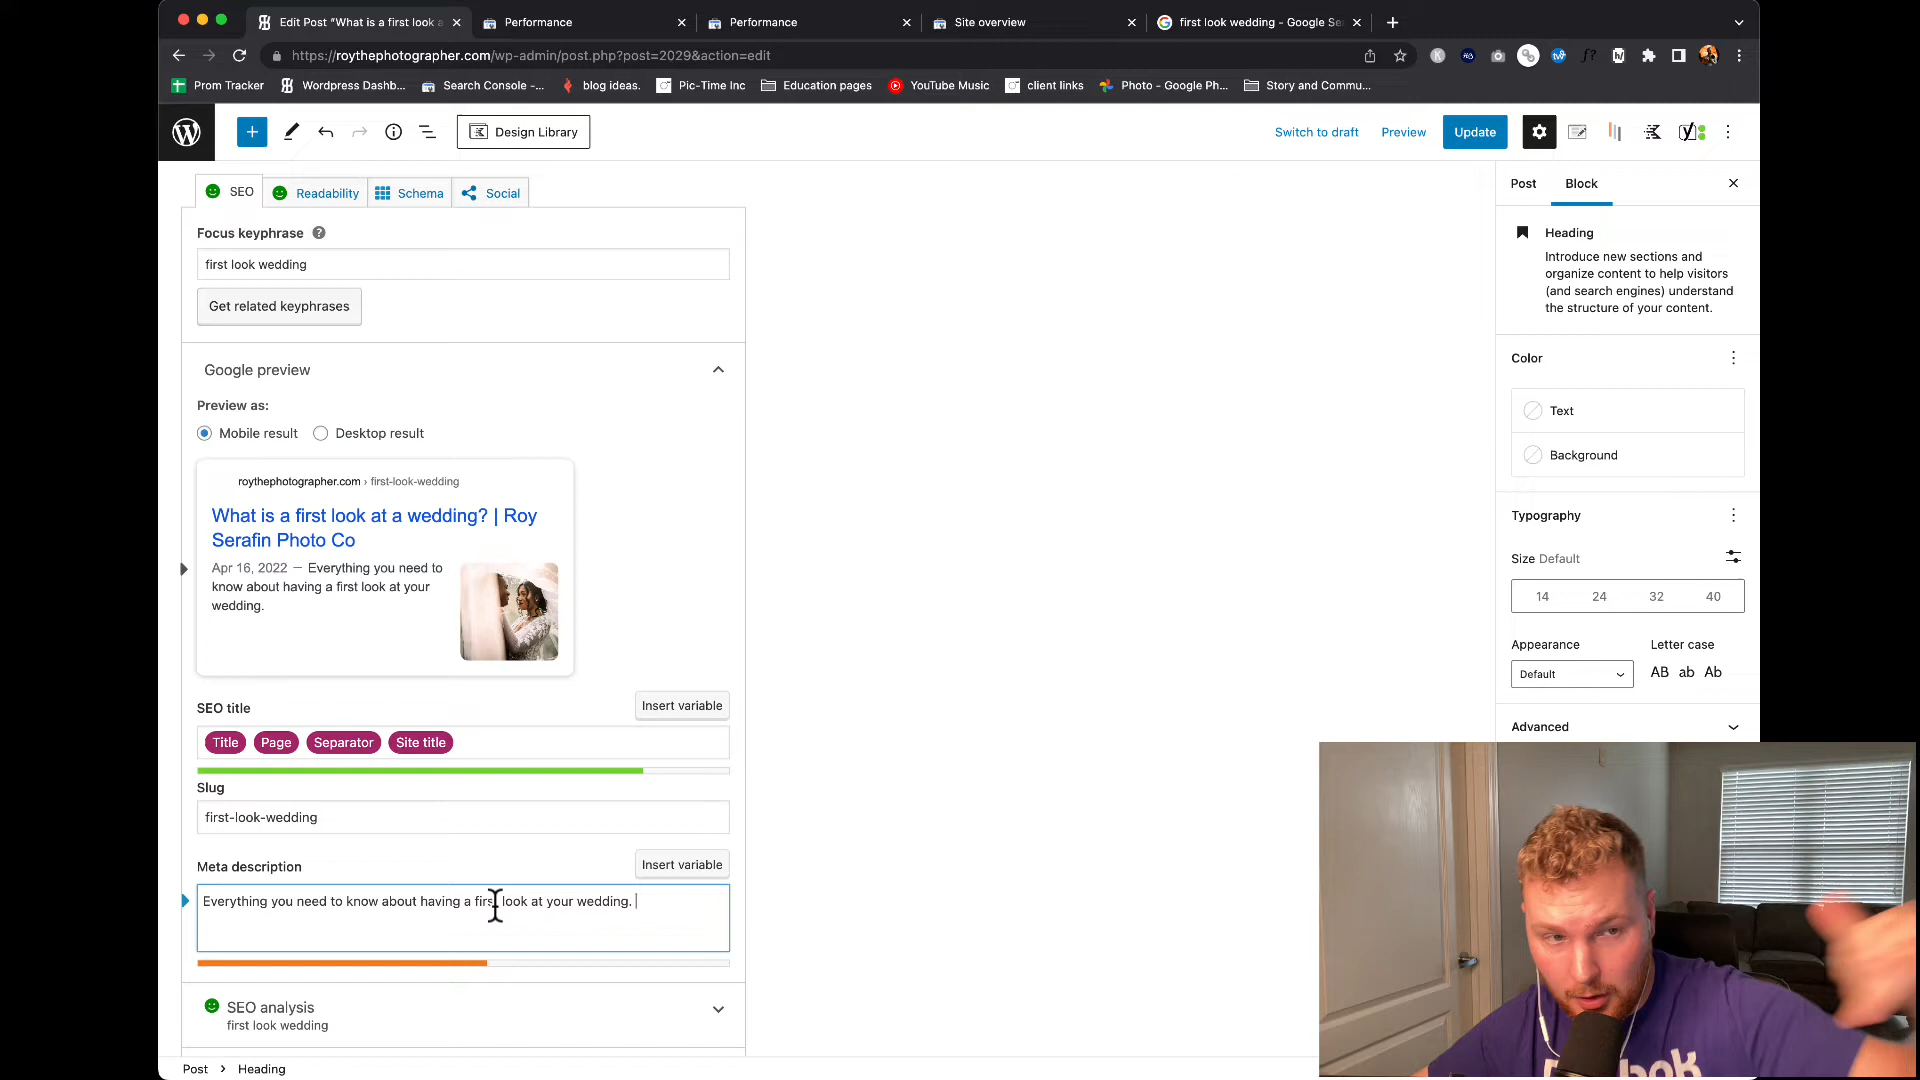 Edit Post “What is a first look a
Performance
Performance
Site overview
first look wedding - Google Se
https://roythephotographer.com/wp-admin/post.php?post=2029&action=edit
Prom Tracker
Wordpress Dashb...
Search Console -...
blog ideas.
Pic-Time Inc
Education pages
YouTube Music
client links
Photo - Google Ph...
Story and Commu...
Design Library
Switch to draft
Preview
Update
SEO
Readability
Schema
Social
Post
Block
Focus keyphrase
first look wedding
Get related keyphrases
Heading
Introduce new sections and
organize content to help visitors
(and search engines) understand
the structure of your content.
Google preview
Preview as:
Mobile result
Desktop result
Color
Text
Background
roythephotographer.com › first-look-wedding
What is a first look at a wedding? | Roy
Serafin Photo Co
Apr 16, 2022 － Everything you need to
know about having a first look at your
wedding.
Typography
Size Default
14 24 32 40
Appearance
Letter case
Default
AB ab Ab
Advanced
SEO title
Insert variable
Title
Page
Separator
Site title
Slug
first-look-wedding
Meta description
Insert variable
Everything you need to know about having a first look at your wedding.
SEO analysis
first look wedding
Post › Heading